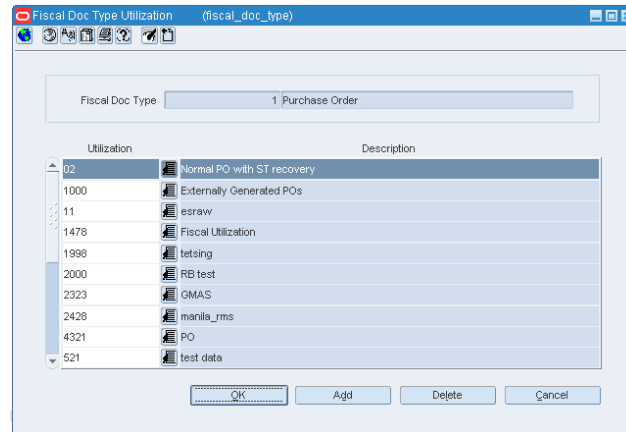 Fiscal Doc Type Utilization (fiscal_doc_type)
Fiscal Doc Type 1 Purchase Order
Utilization Description
02 Normal PO with ST recovery
1000 Externally Generated POs
11 esraw
1478 Fiscal Utilization
1998 tetsing
2000 RB test
2323 GMAS
2428 manila_rms
4321 PO
521 test data
OK Add Delete Cancel